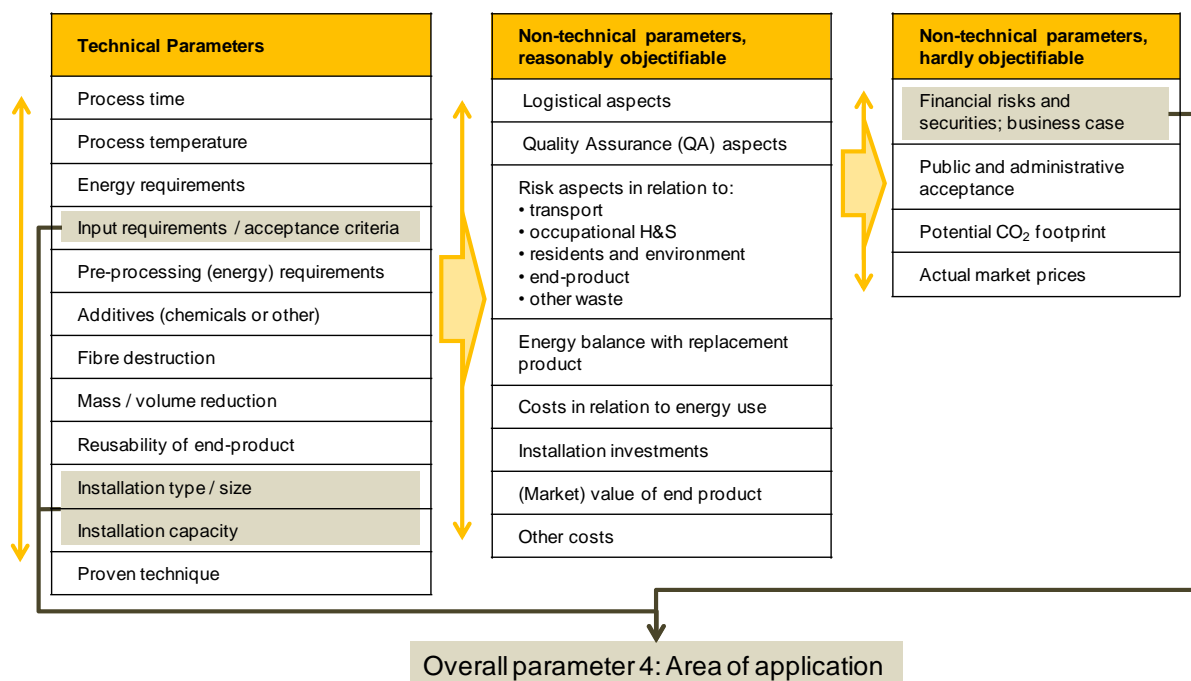 Technical Parameters
Process time
Process temperature
Energy requirements
Input requirements / acceptance criteria
Pre-processing (energy) requirements
Additives (chemicals or other)
Fibre destruction
Mass / volume reduction
Reusability of end-product
Installation type / size
Installation capacity
Proven technique
Non-technical parameters,
reasonably objectifiable
Logistical aspects
Quality Assurance (QA) aspects
Risk aspects in relation to:
• transport
• occupational H&S
• residents and environment
• end-product
• other waste
Energy balance with replacement
product
Costs in relation to energy use
Installation investments
(Market) value of end product
Other costs
Non-technical parameters,
hardly objectifiable
Financial risks and
securities; business case
Public and administrative
acceptance
Potential CO₂ footprint
Actual market prices
Overall parameter 4: Area of application